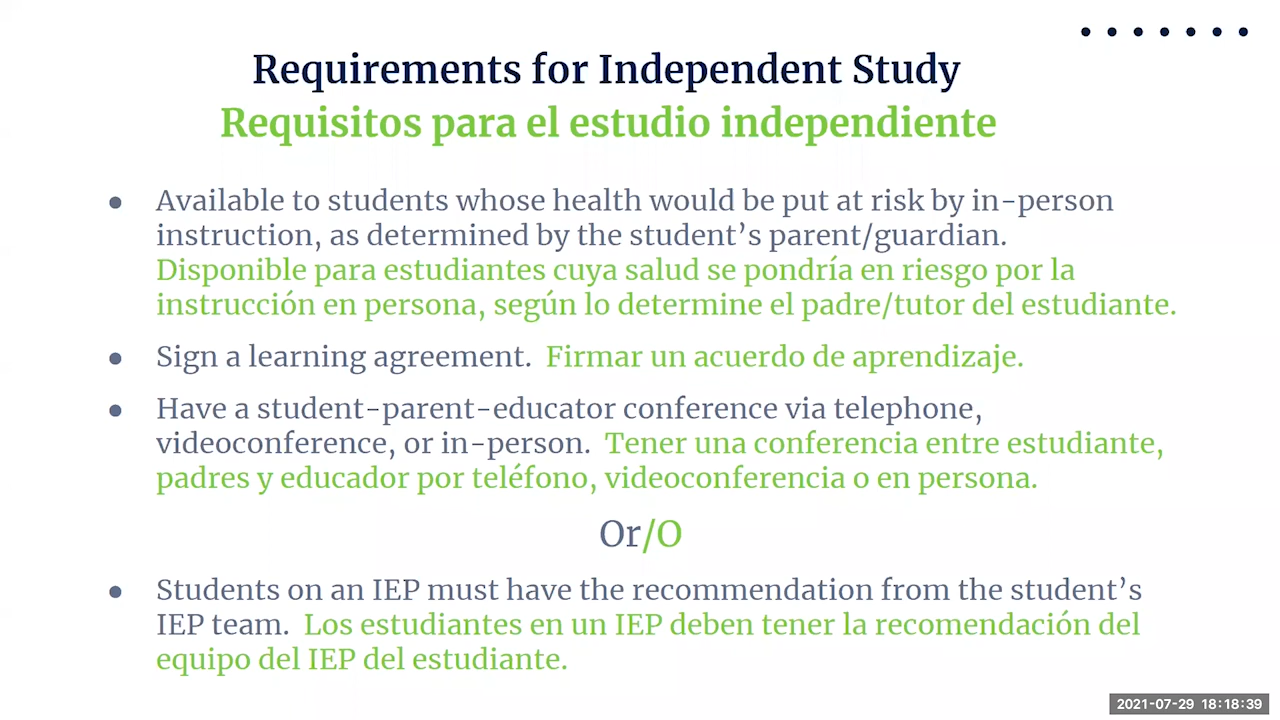 Requirements for Independent Study
Requisitos para el estudio independiente
● Available to students whose health would be put at risk by in-person
instruction, as determined by the student’s parent/guardian.
Disponible para estudiantes cuya salud se pondría en riesgo por la
instrucción en persona, según lo determine el padre/tutor del estudiante.
● Sign a learning agreement. Firmar un acuerdo de aprendizaje.
● Have a student-parent-educator conference via telephone,
videoconference, or in-person. Tener una conferencia entre estudiante,
padres y educador por teléfono, videoconferencia o en persona.
Or/O
● Students on an IEP must have the recommendation from the student’s
IEP team. Los estudiantes en un IEP deben tener la recomendación del
equipo del IEP del estudiante.
2021-07-29 18:18:39